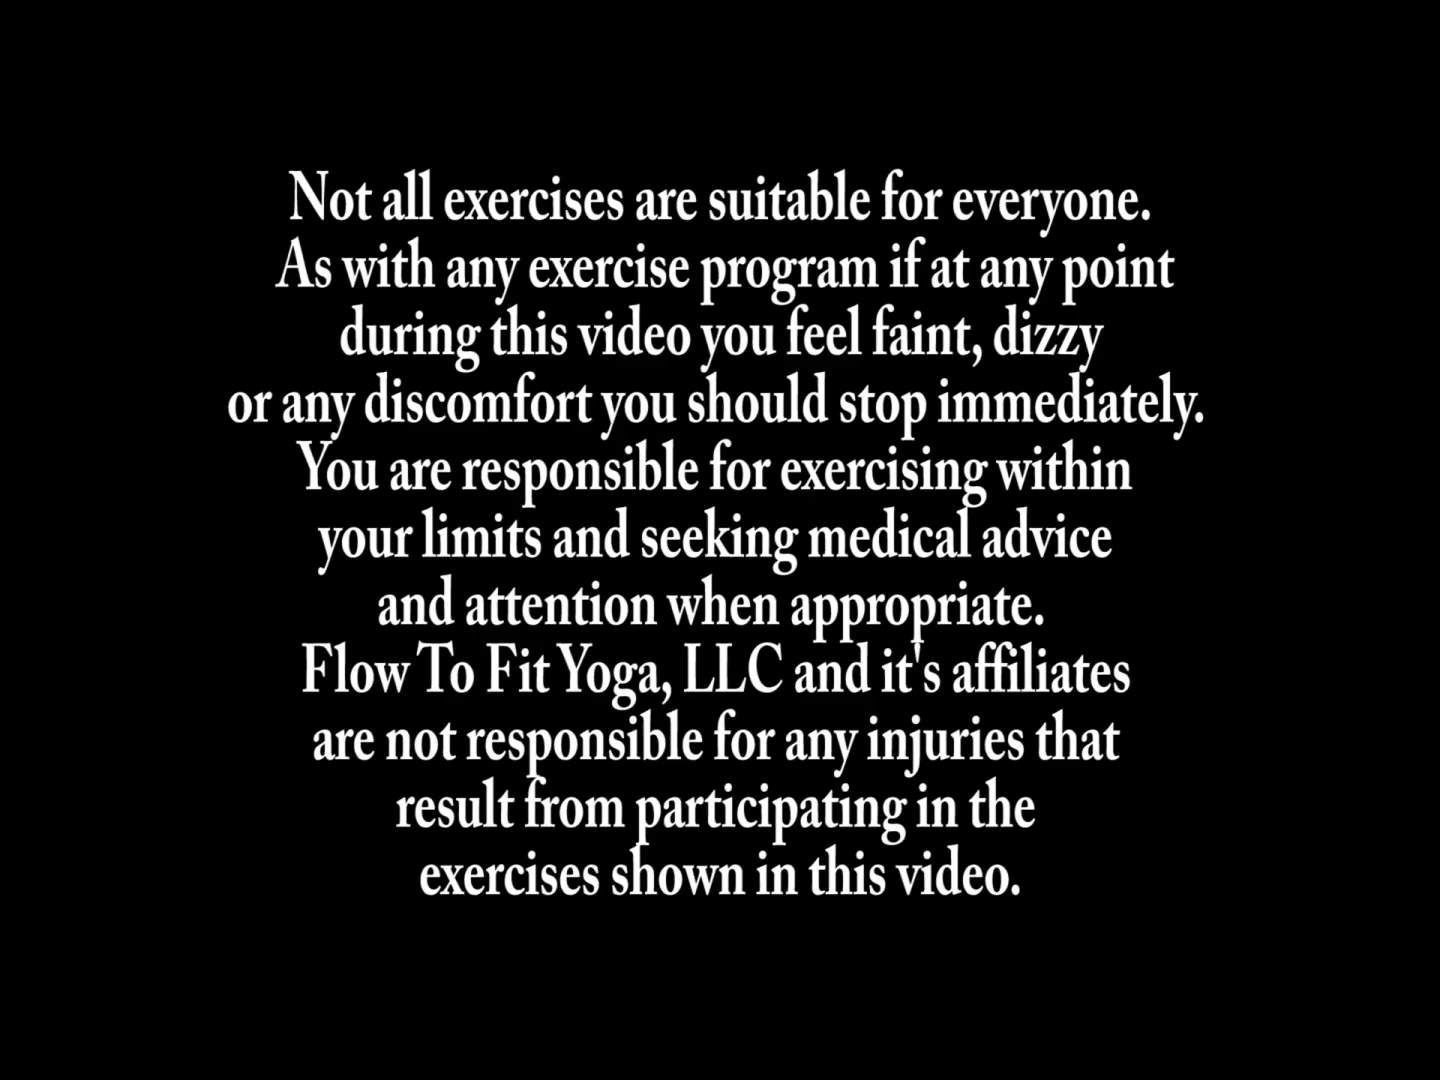 Not all exercises are suitable for everyone.
As with any exercise program if at any point
during this video you feel faint, dizzy
or any discomfort you should stop immediately.
You are responsible for exercising within
your limits and seeking medical advice
and attention when appropriate.
Flow To Fit Yoga, LLC and it's affiliates
are not responsible for any injuries that
result from participating in the
exercises shown in this video.